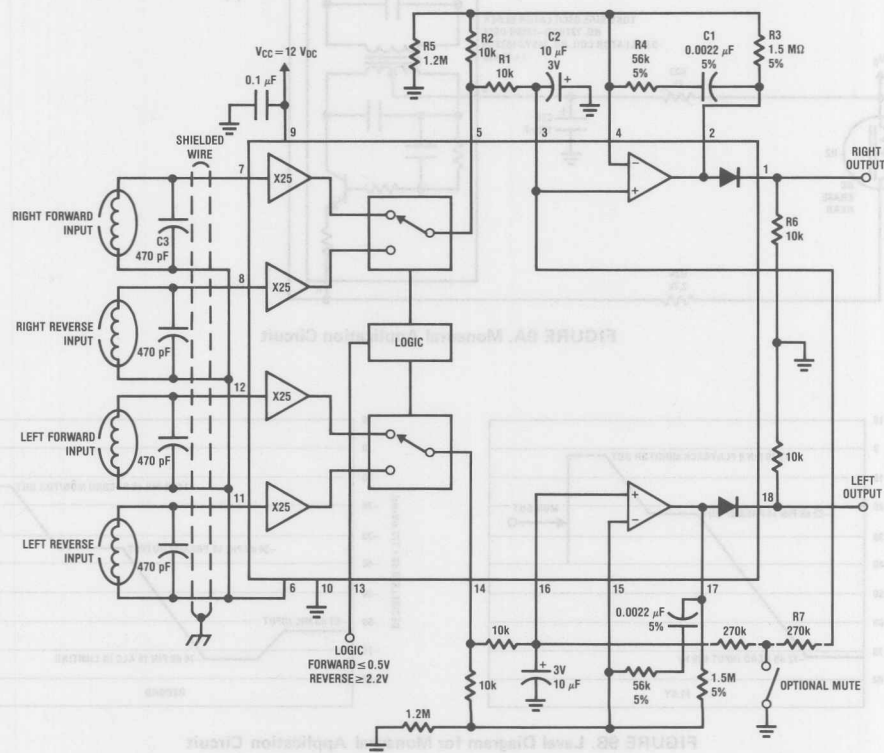 VCC = 12 VDC
0.1 µF
R5
1.2M
R2
10k
R1
10k
C2
10 µF
3V
+
R4
56k
5%
C1
0.0022 µF
5%
R3
1.5 MΩ
5%
SHIELDED
WIRE
9
5
3
4
2
RIGHT FORWARD
INPUT
C3
470 pF
7
X25
−
+
1
RIGHT
OUTPUT
R6
10k
RIGHT REVERSE
INPUT
470 pF
8
X25
LOGIC
LEFT FORWARD
INPUT
470 pF
12
X25
10k
LEFT REVERSE
INPUT
470 pF
11
X25
+
−
18
LEFT
OUTPUT
6
10
13
14
16
15
17
LOGIC
FORWARD ≤ 0.5V
REVERSE ≥ 2.2V
10k
10k
+
3V
10 µF
0.0022 µF
5%
56k
5%
1.5M
5%
270k
R7
270k
OPTIONAL MUTE
1.2M
FIGURE 9A. Monaural Application Circuit
FIGURE 9B. Level Diagram for Monaural Application Circuit